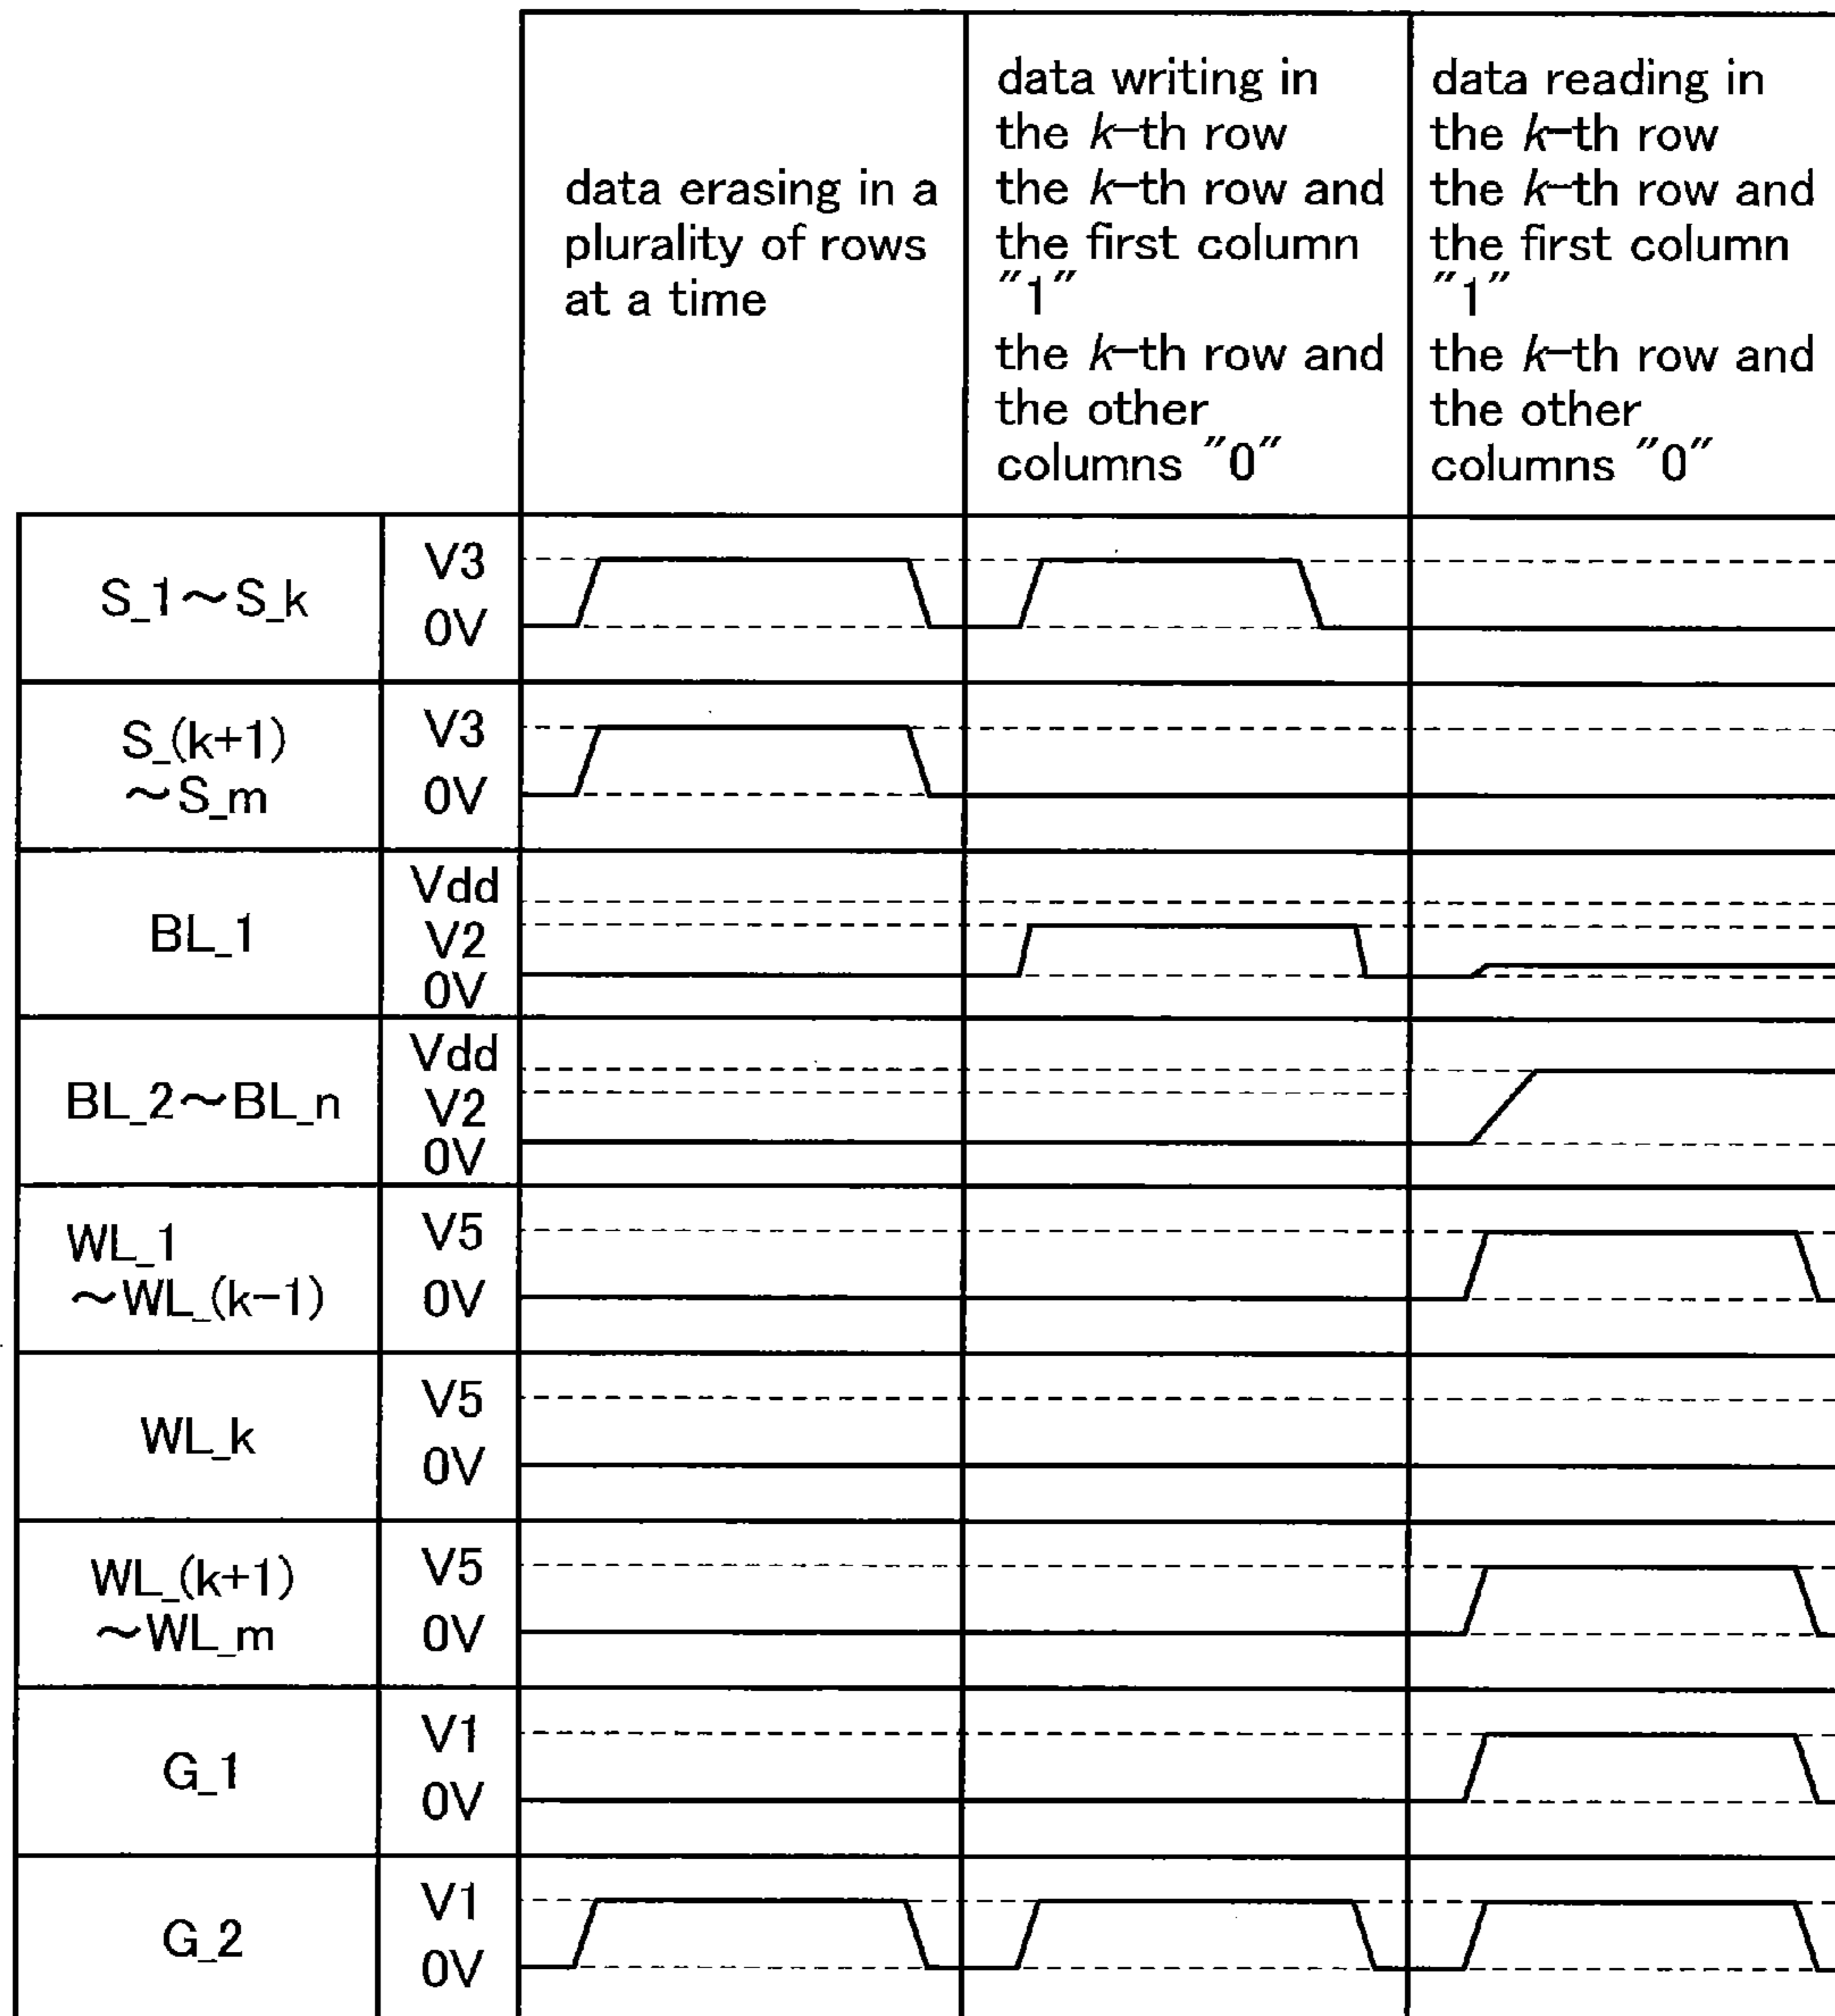 data erasing in a
plurality of rows
at a time
data writing in
the k-th row
the k-th row and
the first column
"1"
the k-th row and
the other
columns "0"
data reading in
the k-th row
the k-th row and
the first column
"1"
the k-th row and
the other
columns "0"
S_1～S_k
V3
0V
S_(k+1)
～S_m
V3
0V
BL_1
Vdd
V2
0V
BL_2～BL_n
Vdd
V2
0V
WL_1
～WL_(k-1)
V5
0V
WL_k
V5
0V
WL_(k+1)
～WL_m
V5
0V
G_1
V1
0V
G_2
V1
0V